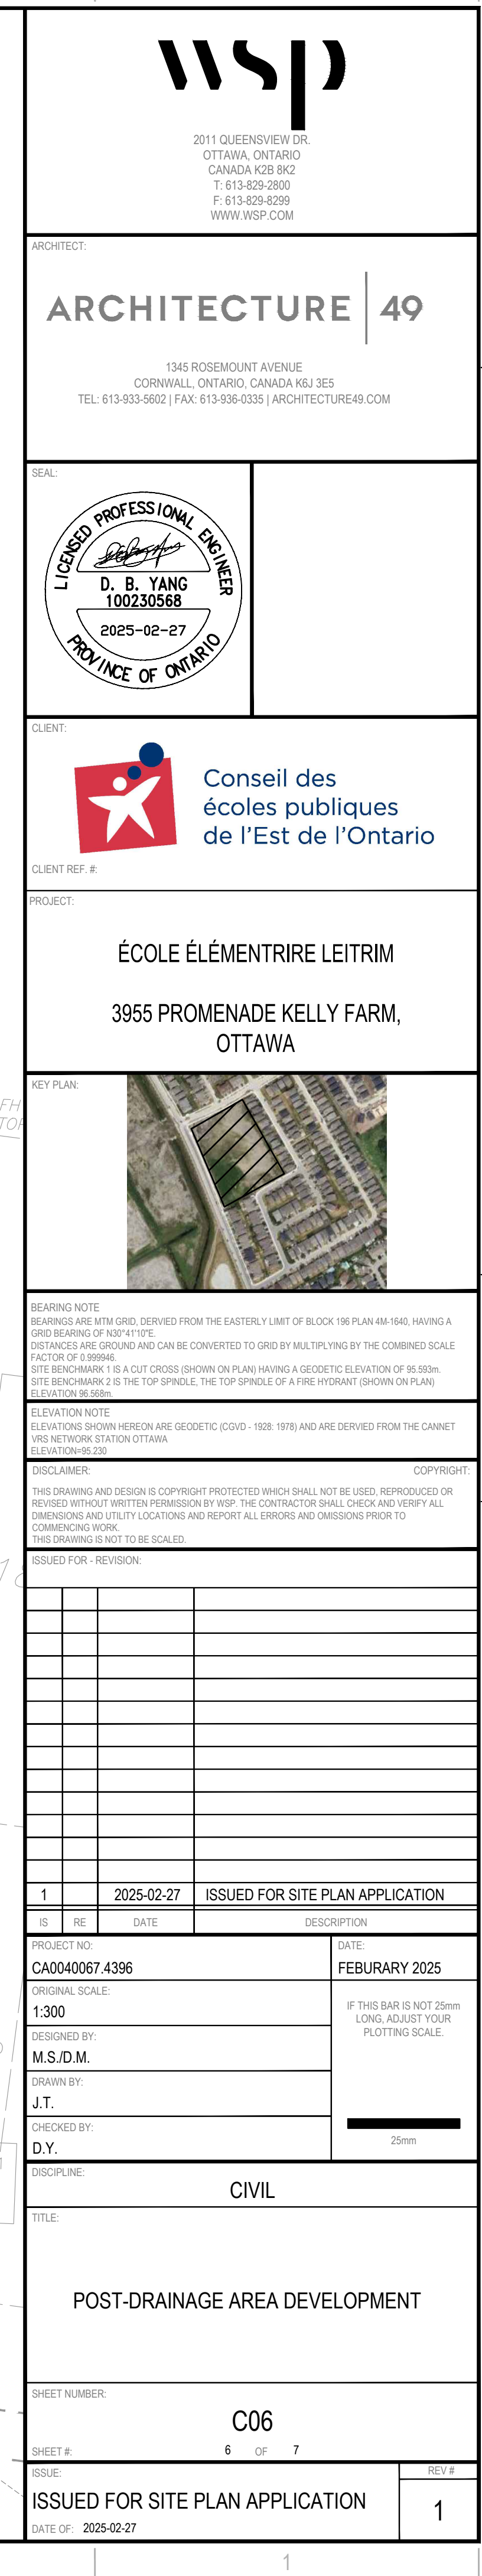 wsp
2011 QUEENSVIEW DR.
OTTAWA, ONTARIO
CANADA K2B 8K2
T: 613-829-2800
F: 613-829-8299
WWW.WSP.COM
ARCHITECT:
ARCHITECTURE | 49
1345 ROSEMOUNT AVENUE
CORNWALL, ONTARIO, CANADA K6J 3E5
TEL: 613-933-5602 | FAX: 613-936-0335 | ARCHITECTURE49.COM
SEAL:
LICENSED PROFESSIONAL ENGINEER
D. B. YANG
100230568
2025-02-27
PROVINCE OF ONTARIO
CLIENT:
Conseil des
écoles publiques
de l'Est de l'Ontario
CLIENT REF. #:
PROJECT:
ÉCOLE ÉLÉMENTRIRE LEITRIM
3955 PROMENADE KELLY FARM,
OTTAWA
KEY PLAN:
FH
BEARING NOTE
BEARINGS ARE MTM GRID, DERVIED FROM THE EASTERLY LIMIT OF BLOCK 196 PLAN 4M-1640, HAVING A
GRID BEARING OF N30°41'10"E.
DISTANCES ARE GROUND AND CAN BE CONVERTED TO GRID BY MULTIPLYING BY THE COMBINED SCALE
FACTOR OF 0.999946.
SITE BENCHMARK 1 IS A CUT CROSS (SHOWN ON PLAN) HAVING A GEODETIC ELEVATION OF 95.593m.
SITE BENCHMARK 2 IS THE TOP SPINDLE, THE TOP SPINDLE OF A FIRE HYDRANT (SHOWN ON PLAN)
ELEVATION 96.568m.
ELEVATION NOTE
ELEVATIONS SHOWN HEREON ARE GEODETIC (CGVD - 1928: 1978) AND ARE DERVIED FROM THE CANNET
VRS NETWORK STATION OTTAWA
ELEVATION=95.230
DISCLAIMER: COPYRIGHT:
THIS DRAWING AND DESIGN IS COPYRIGHT PROTECTED WHICH SHALL NOT BE USED, REPRODUCED OR
REVISED WITHOUT WRITTEN PERMISSION BY WSP. THE CONTRACTOR SHALL CHECK AND VERIFY ALL
DIMENSIONS AND UTILITY LOCATIONS AND REPORT ALL ERRORS AND OMISSIONS PRIOR TO
COMMENCING WORK.
THIS DRAWING IS NOT TO BE SCALED.
ISSUED FOR - REVISION:
1 2025-02-27 ISSUED FOR SITE PLAN APPLICATION
IS RE DATE DESCRIPTION
PROJECT NO: DATE:
CA0040067.4396 FEBURARY 2025
ORIGINAL SCALE:
1:300
IF THIS BAR IS NOT 25mm
LONG, ADJUST YOUR
PLOTTING SCALE.
DESIGNED BY:
M.S./D.M.
DRAWN BY:
J.T.
CHECKED BY:
D.Y.
25mm
DISCIPLINE:
CIVIL
TITLE:
POST-DRAINAGE AREA DEVELOPMENT
SHEET NUMBER:
C06
SHEET #: 6 OF 7
ISSUE: REV #
ISSUED FOR SITE PLAN APPLICATION 1
DATE OF: 2025-02-27
1